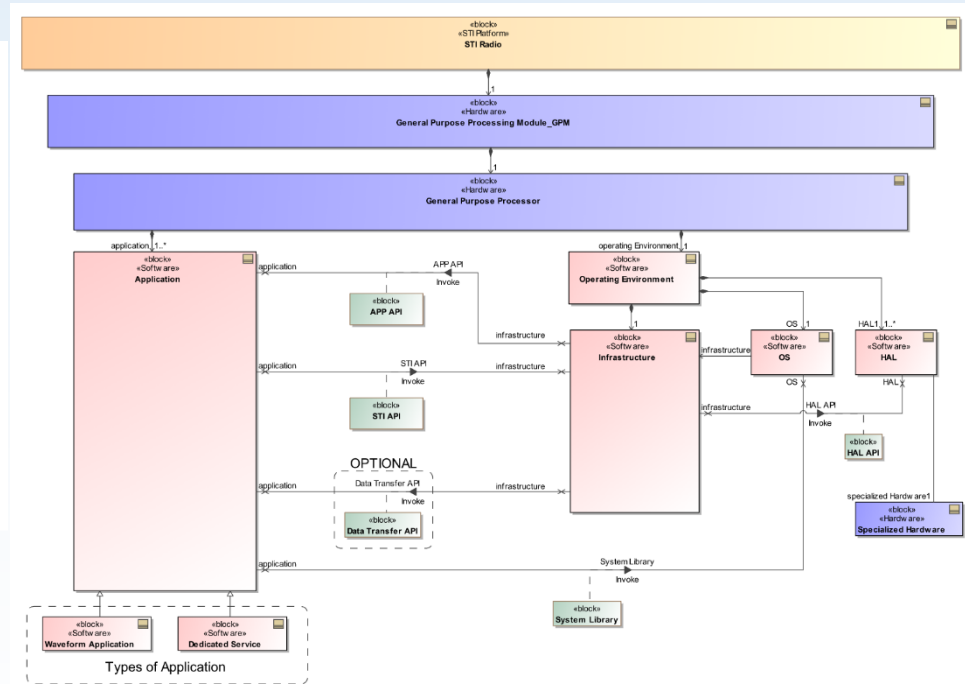 «block»
«STI Platform»
STI Radio
1
«block»
«Hardware»
General Purpose Processing Module_GPM
1
«block»
«Hardware»
General Purpose Processor
application 1..*
operating Environment 1
«block»
«Software»
Application
«block»
«Software»
Operating Environment
application
APP API
Invoke
infrastructure
«block»
APP API
1
OS 1
HAL1 1..*
«block»
«Software»
Infrastructure
infrastructure
«block»
«Software»
OS
«block»
«Software»
HAL
OS
HAL
application
STI API
Invoke
infrastructure
«block»
STI API
infrastructure
HAL API
Invoke
«block»
HAL API
OPTIONAL
application
Data Transfer API
Invoke
infrastructure
«block»
Data Transfer API
specialized Hardware1
«block»
«Hardware»
Specialized Hardware
application
System Library
Invoke
«block»
System Library
«block»
«Software»
Waveform Application
«block»
«Software»
Dedicated Service
Types of Application